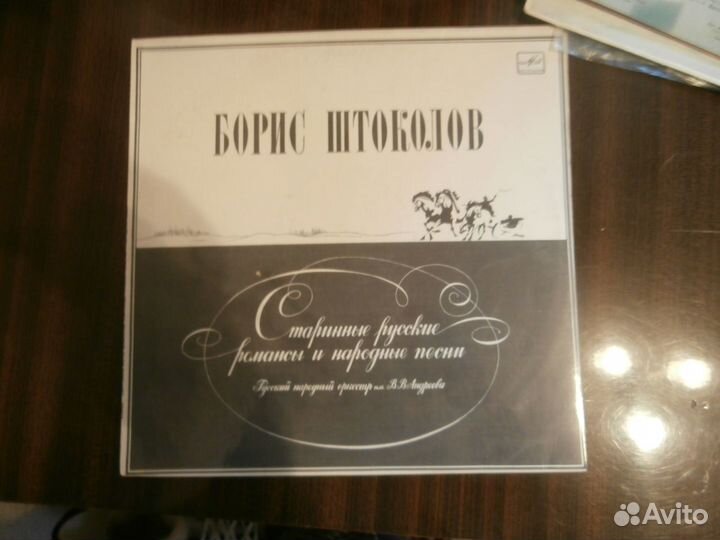 БОРИС ШТОКОЛОВ
Старинные русские
романсы и народные песни
Русский народный оркестр им. В.В.Андреева
Avito